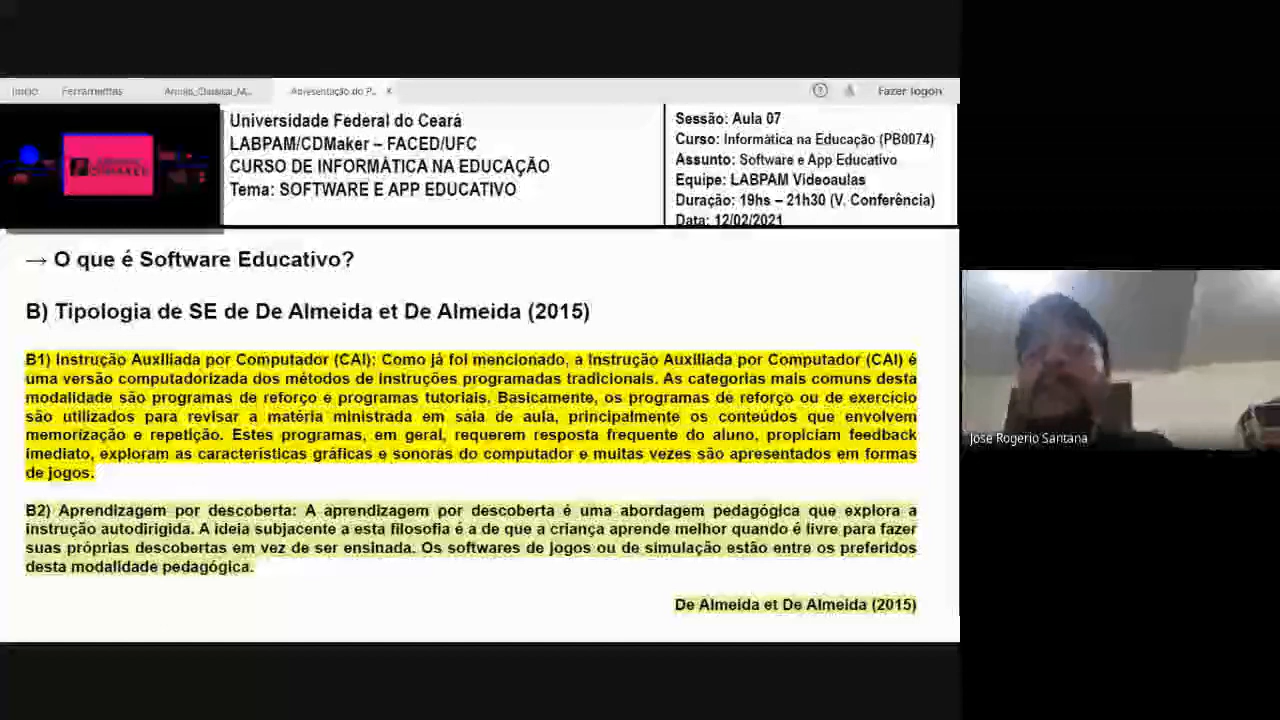 Início Ferramentas Apresentação do P... × Fazer logon
Universidade Federal do Ceará
LABPAM/CDMaker – FACED/UFC
CURSO DE INFORMÁTICA NA EDUCAÇÃO
Tema: SOFTWARE E APP EDUCATIVO
Sessão: Aula 07
Curso: Informática na Educação (PB0074)
Assunto: Software e App Educativo
Equipe: LABPAM Videoaulas
Duração: 19hs – 21h30 (V. Conferência)
Data: 12/02/2021
→ O que é Software Educativo?
B) Tipologia de SE de De Almeida et De Almeida (2015)
B1) Instrução Auxiliada por Computador (CAI): Como já foi mencionado, a Instrução Auxiliada por Computador (CAI) é
uma versão computadorizada dos métodos de instruções programadas tradicionais. As categorias mais comuns desta
modalidade são programas de reforço e programas tutoriais. Basicamente, os programas de reforço ou de exercício
são utilizados para revisar a matéria ministrada em sala de aula, principalmente os conteúdos que envolvem
memorização e repetição. Estes programas, em geral, requerem resposta frequente do aluno, propiciam feedback
imediato, exploram as características gráficas e sonoras do computador e muitas vezes são apresentados em formas
de jogos.
B2) Aprendizagem por descoberta: A aprendizagem por descoberta é uma abordagem pedagógica que explora a
instrução autodirigida. A ideia subjacente a esta filosofia é a de que a criança aprende melhor quando é livre para fazer
suas próprias descobertas em vez de ser ensinada. Os softwares de jogos ou de simulação estão entre os preferidos
desta modalidade pedagógica.
De Almeida et De Almeida (2015)
Jose Rogerio Santana